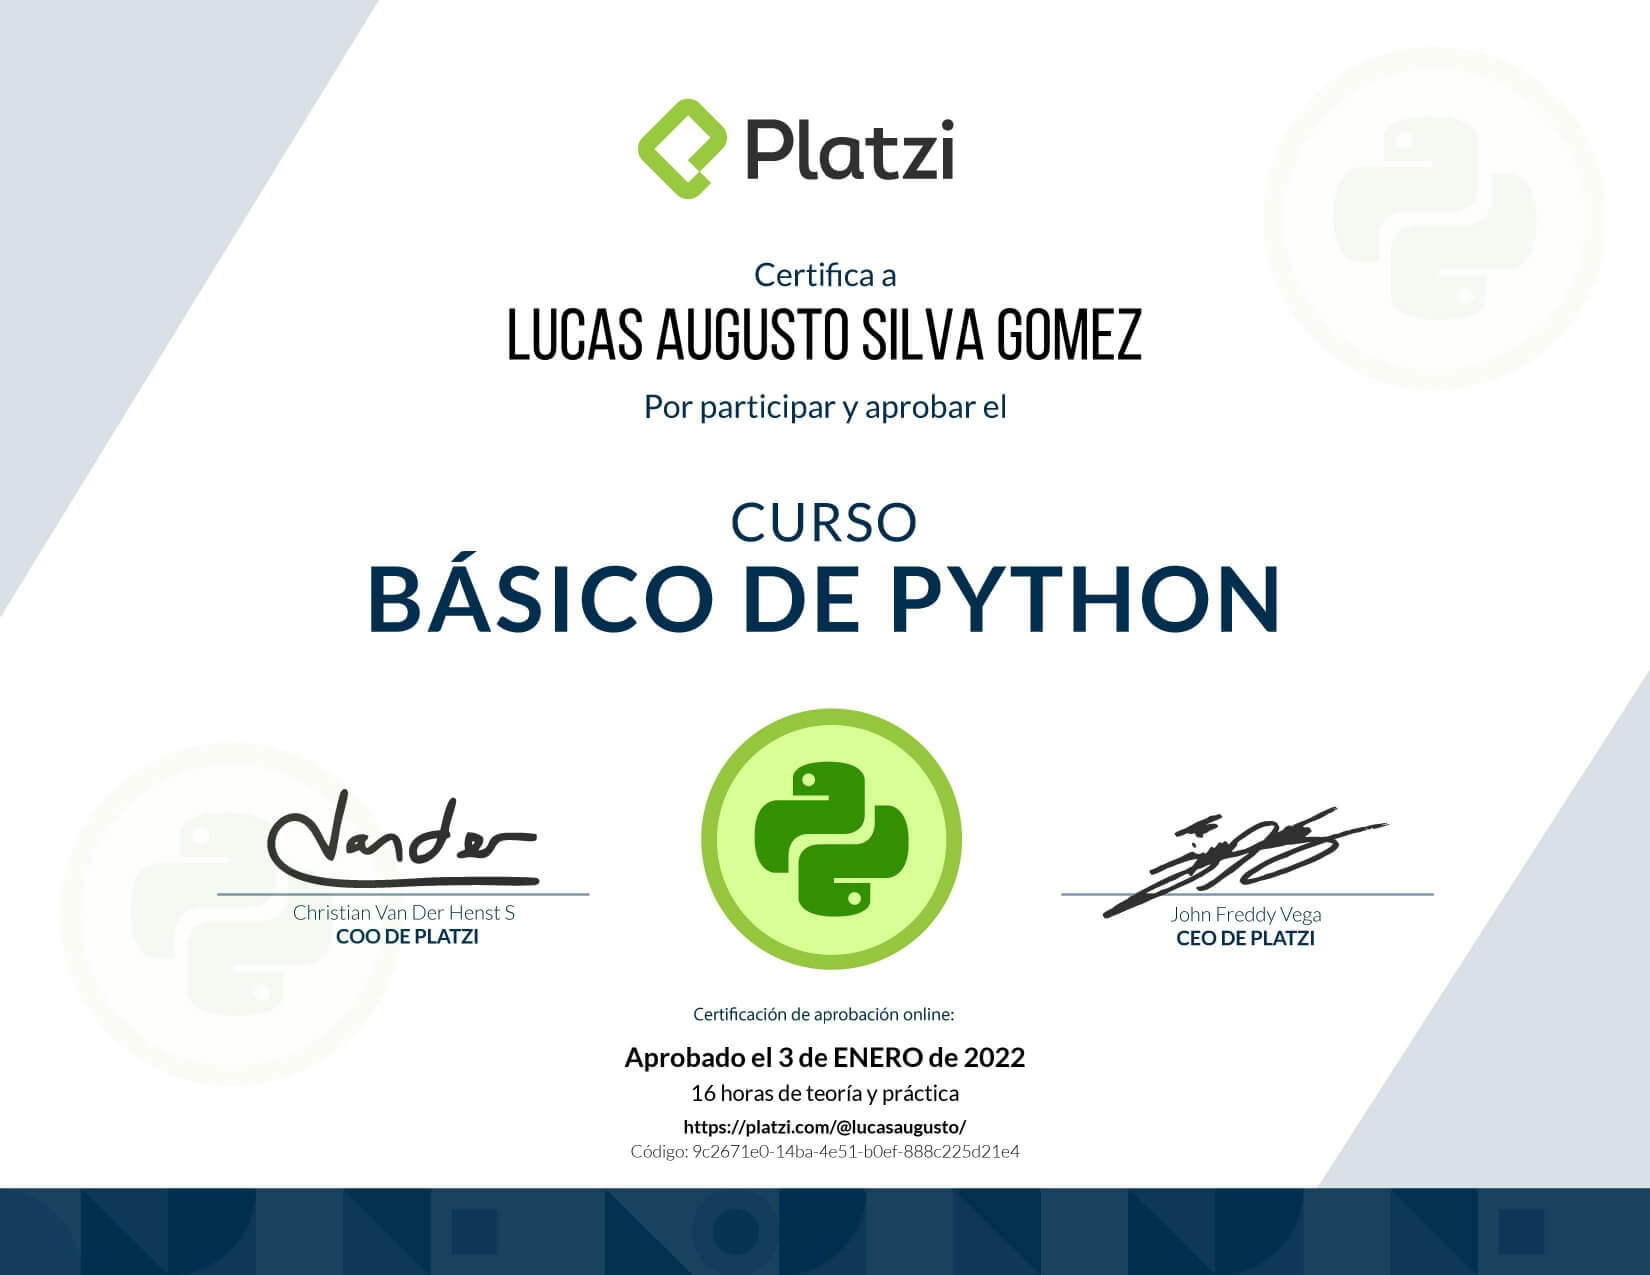 Platzi
Certifica a
LUCAS AUGUSTO SILVA GOMEZ
Por participar y aprobar el
CURSO
BÁSICO DE PYTHON
Vander
Christian Van Der Henst S
COO DE PLATZI
John Freddy Vega
CEO DE PLATZI
Certificación de aprobación online:
Aprobado el 3 de ENERO de 2022
16 horas de teoría y práctica
https://platzi.com/@lucasaugusto/
Código: 9c2671e0-14ba-4e51-b0ef-888c225d21e4